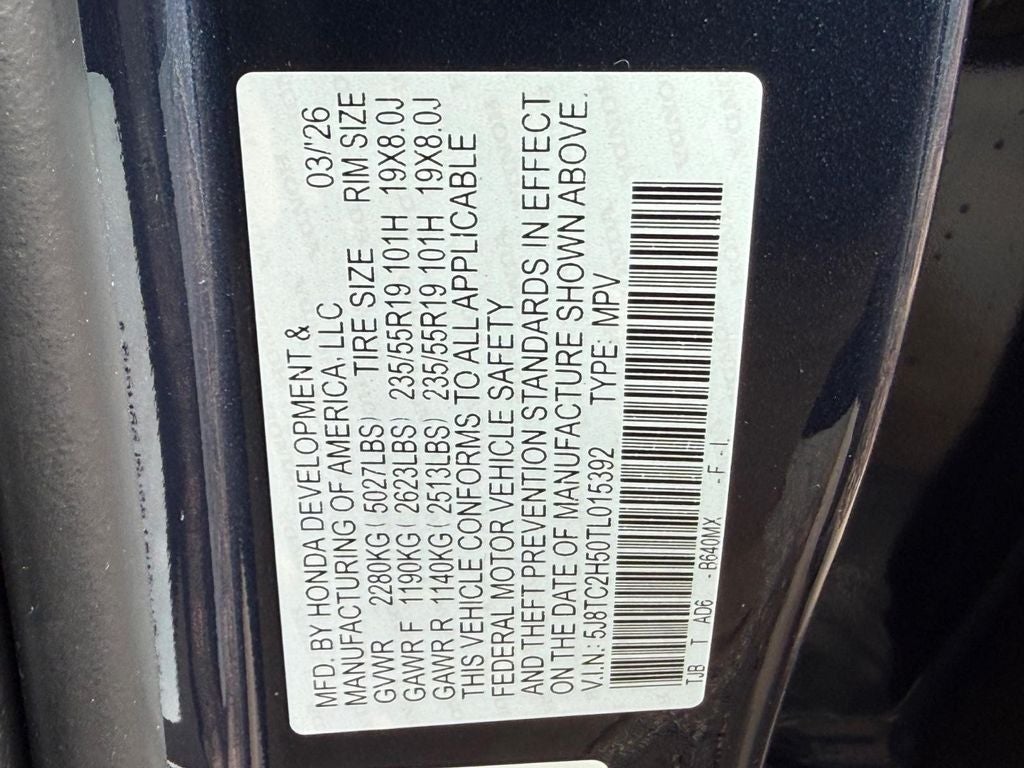 MFD. BY HONDA DEVELOPMENT & 03/'26
MANUFACTURING OF AMERICA, LLC
TIRE SIZE RIM SIZE
GVWR 2280KG ( 5027LBS)
GAWR F 1190KG ( 2623LBS) 235/55R19 101H 19X8.0J
GAWR R 1140KG ( 2513LBS) 235/55R19 101H 19X8.0J
THIS VEHICLE CONFORMS TO ALL APPLICABLE
FEDERAL MOTOR VEHICLE SAFETY
AND THEFT PREVENTION STANDARDS IN EFFECT
ON THE DATE OF MANUFACTURE SHOWN ABOVE.
V.I.N.: 5J8TC2H50TL015392 TYPE: MPV
TJB T AD6 - B640MX - F - I